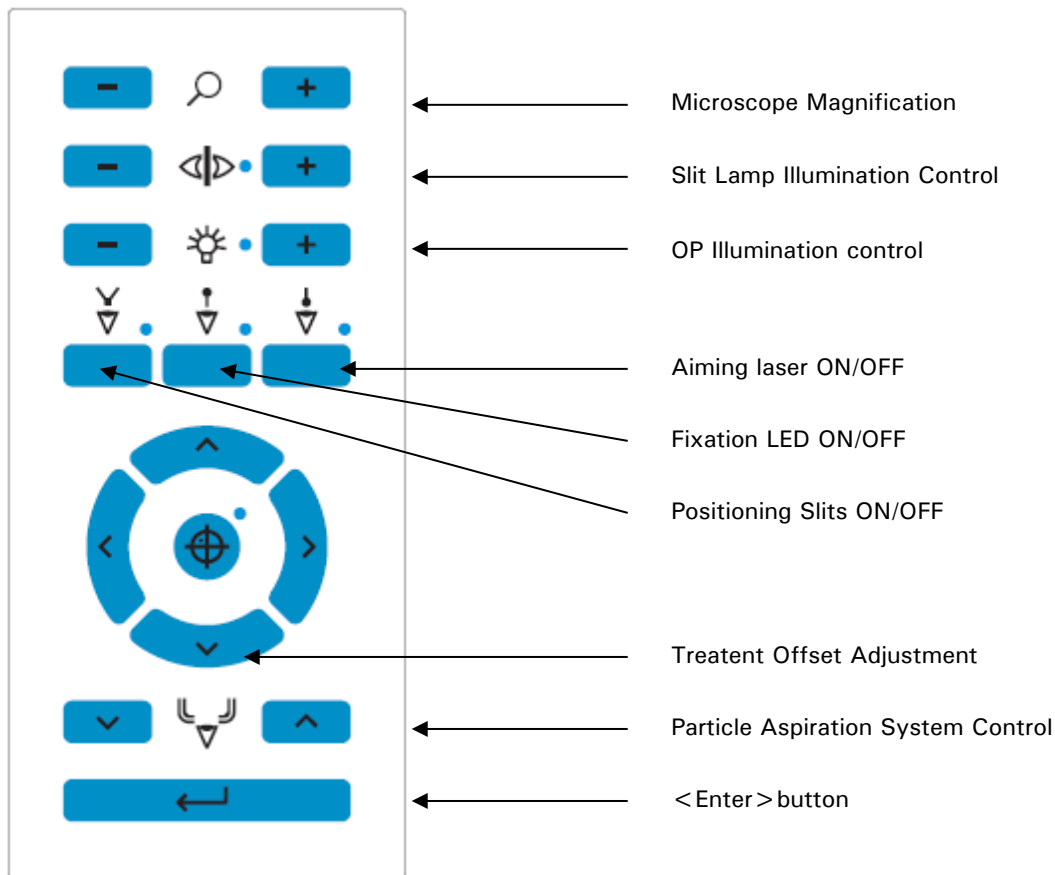 - +
Microscope Magnification
- +
Slit Lamp Illumination Control
- +
OP Illumination control
Aiming laser ON/OFF
Fixation LED ON/OFF
Positioning Slits ON/OFF
Treatent Offset Adjustment
Particle Aspiration System Control
<Enter>button